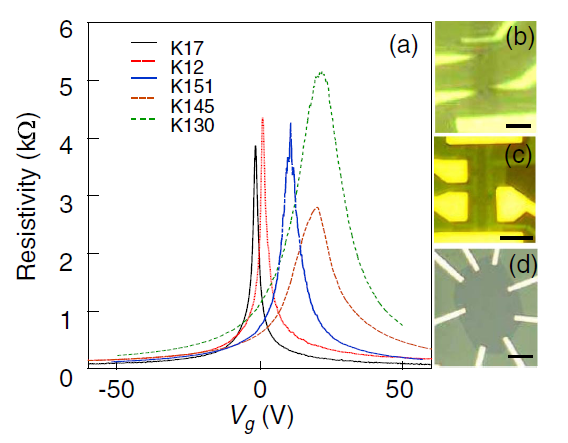 6
5
4
3
2
1
0
Resistivity (kΩ)
K17
K12
K151
K145
K130
(a)
-50
0
50
Vg (V)
(b)
(c)
(d)